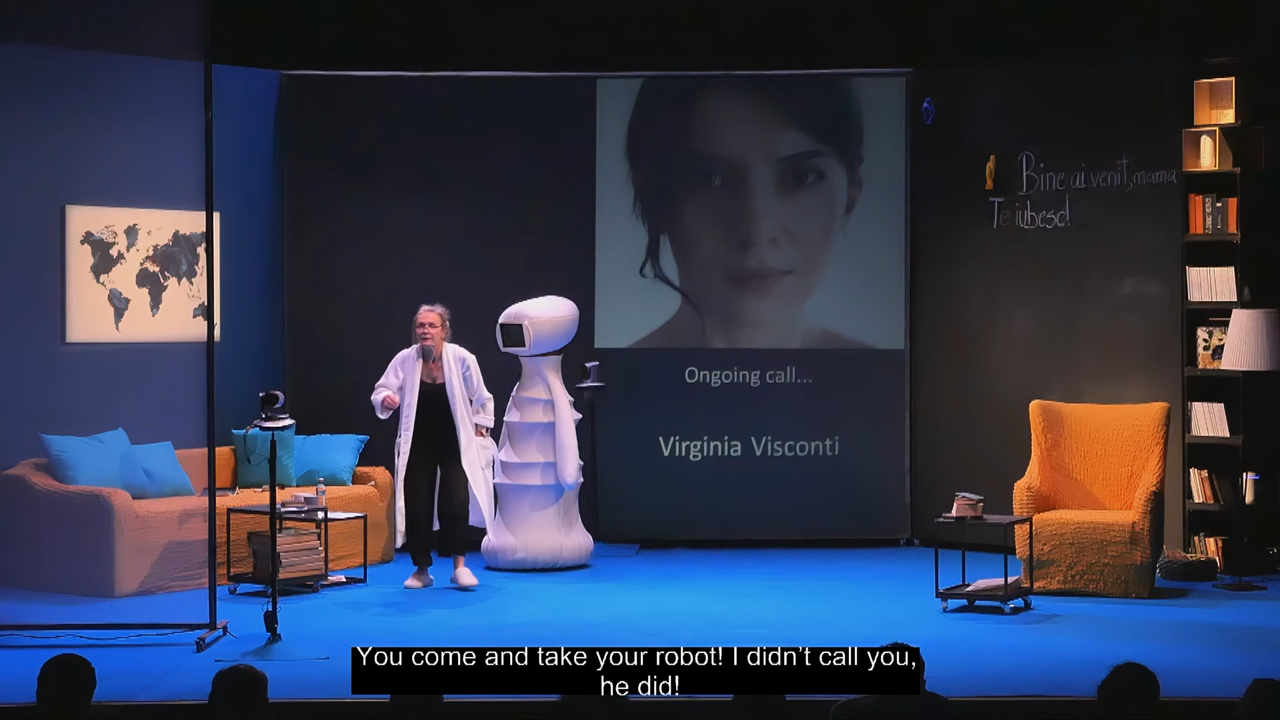 Bine ai venit, mama
Te iubesc!
Ongoing call...
Virginia Visconti
You come and take your robot! I didn't call you,
he did!